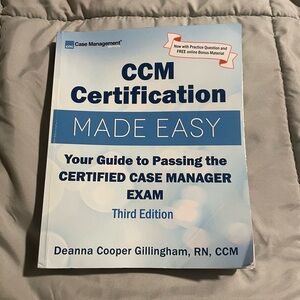 Case Management®
Now with Practice Question and
FREE online Bonus Material
CCM
Certification
MADE EASY
Your Guide to Passing the
CERTIFIED CASE MANAGER
EXAM
Third Edition
Deanna Cooper Gillingham, RN, CCM